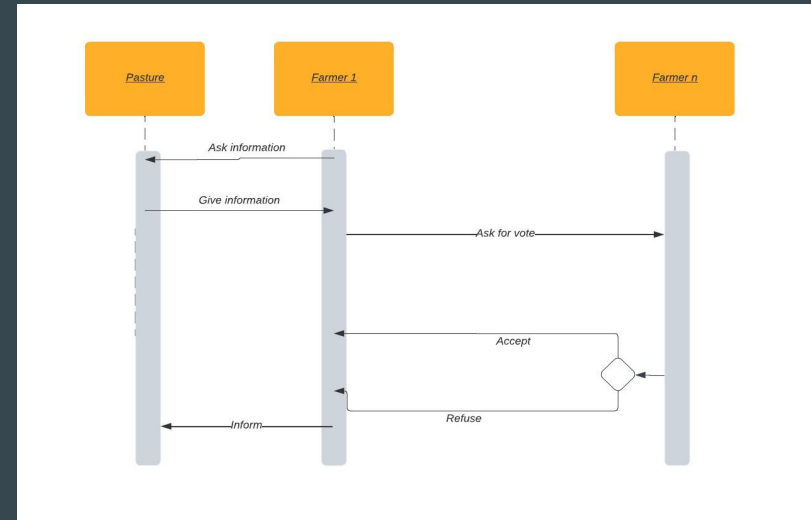 Pasture
Farmer 1
Farmer n
Ask information
Give information
Ask for vote
Accept
Refuse
Inform